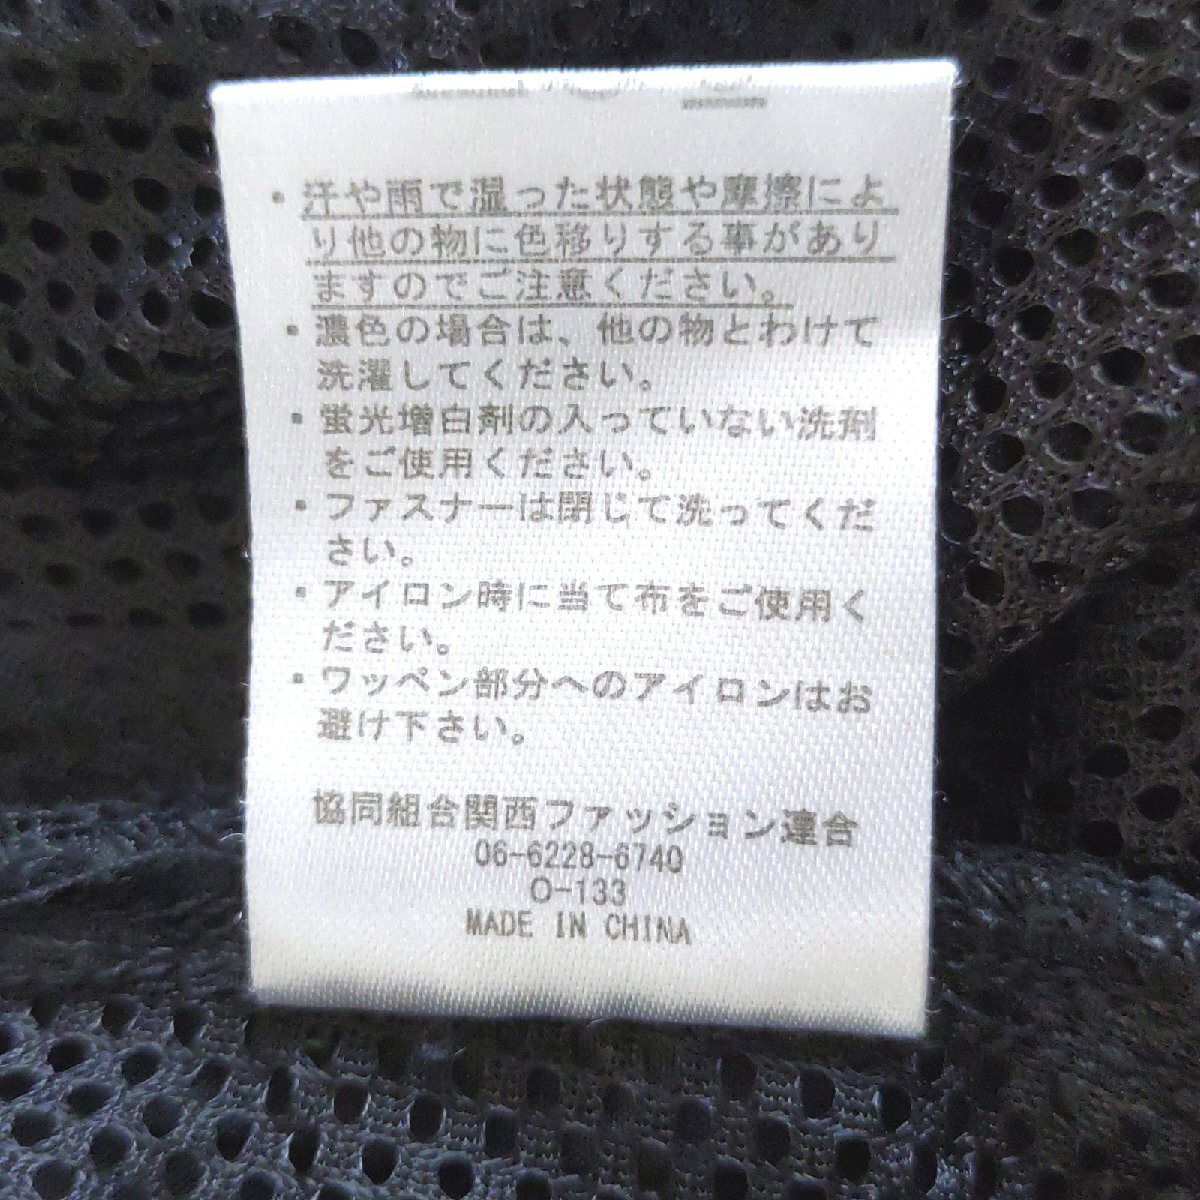 ・汗や雨で湿った状態や摩擦によ
り他の物に色移りする事があり
ますのでご注意ください。
・濃色の場合は、他の物とわけて
洗濯してください。
・蛍光増白剤の入っていない洗剤
をご使用ください。
・ファスナーは閉じて洗ってくだ
さい。
・アイロン時に当て布をご使用く
ださい。
・ワッペン部分へのアイロンはお
避け下さい。
協同組合関西ファッション連合
06-6228-6740
O-133
MADE IN CHINA